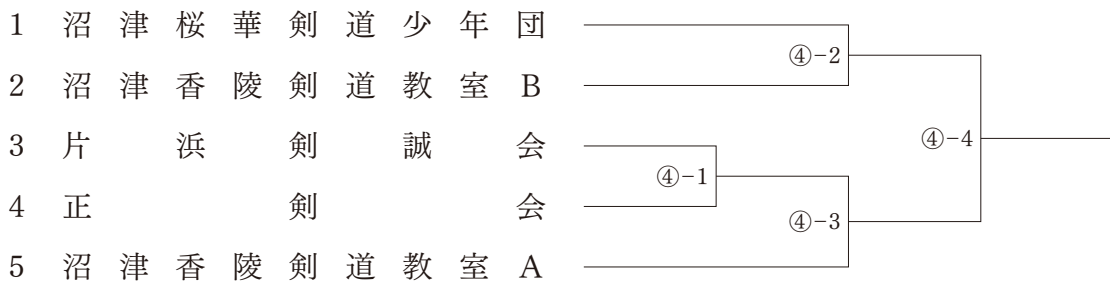 1 沼津桜華剣道少年団
④-2
2 沼津香陵剣道教室B
3 片浜剣誠会
④-4
④-1
4 正剣会
④-3
5 沼津香陵剣道教室A